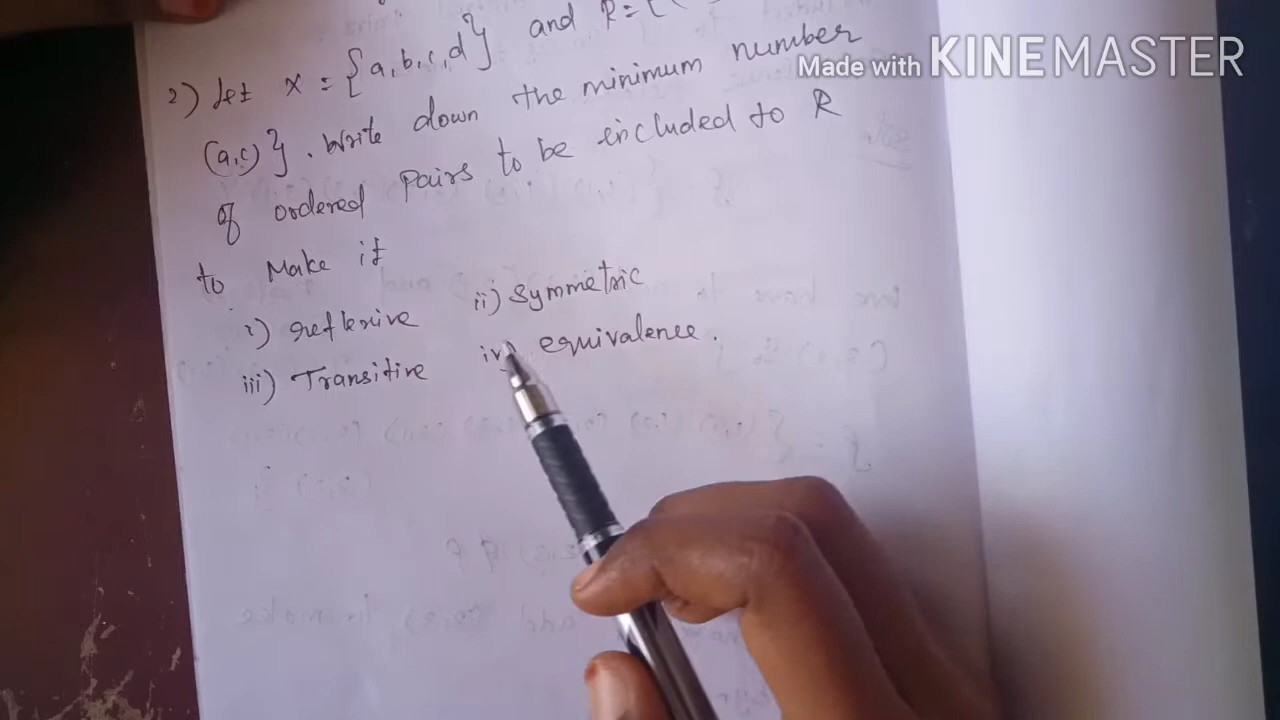 2) Let X = {a, b, c, d} and R = {(
(a,c)}. Write down the minimum number
of ordered pairs to be included to R
to Make it
i) reflexive ii) Symmetric
iii) Transitive iv) equivalence.
Made with KINEMASTER